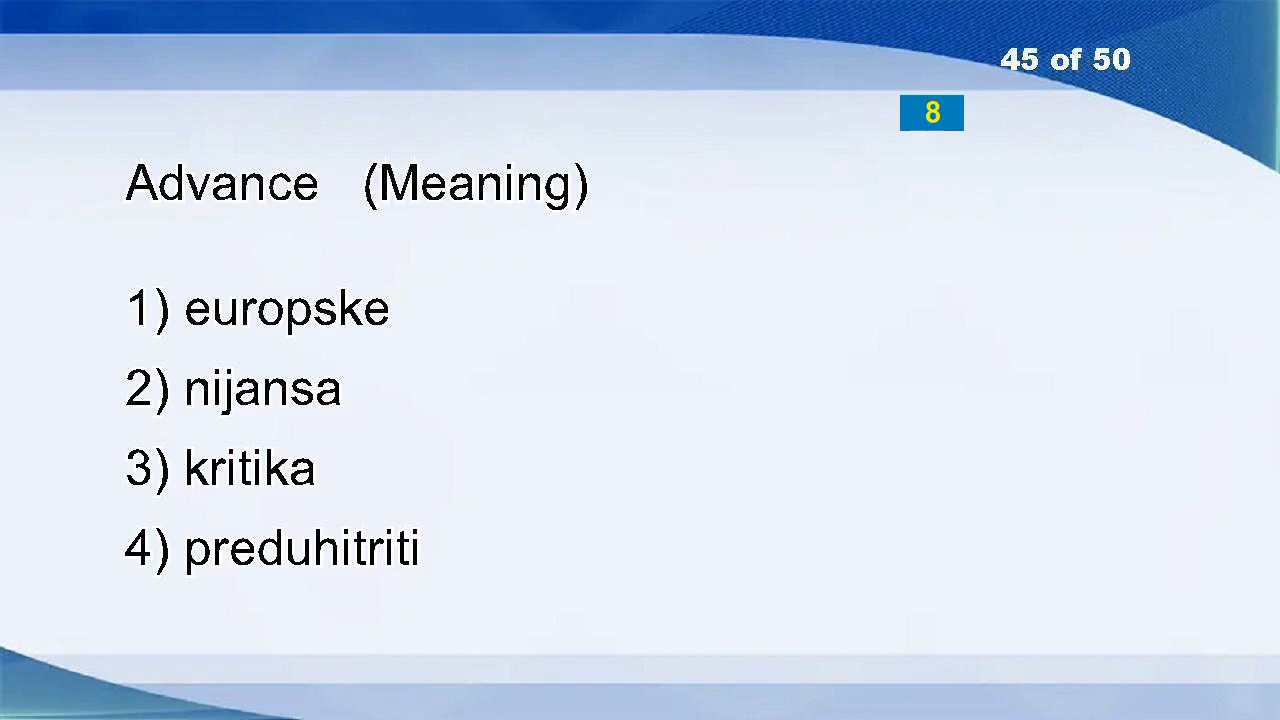 45 of 50
8
Advance (Meaning)
1) europske
2) nijansa
3) kritika
4) preduhitriti